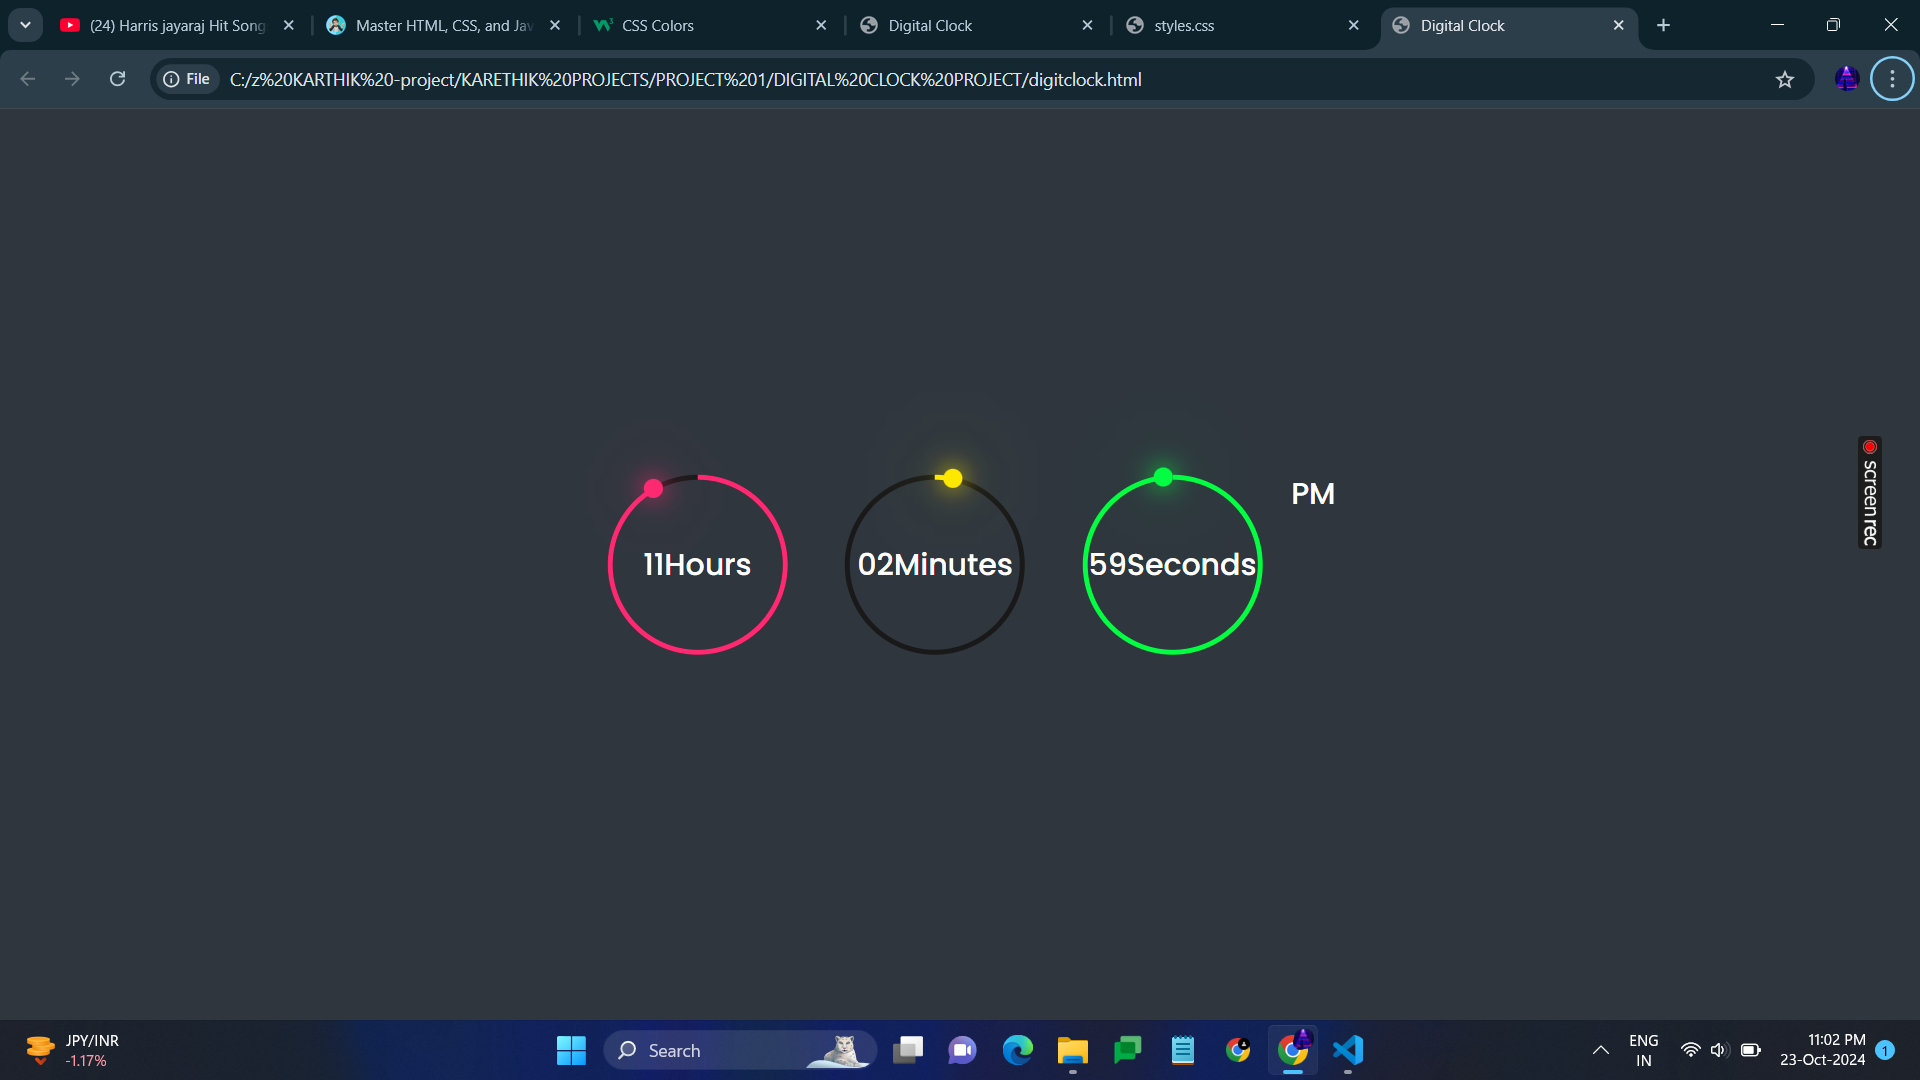 (24) Harris jayaraj Hit Song
Master HTML, CSS, and Jav
CSS Colors
Digital Clock
styles.css
Digital Clock
File
C:/z%20KARTHIK%20-project/KARETHIK%20PROJECTS/PROJECT%201/DIGITAL%20CLOCK%20PROJECT/digitclock.html
11Hours
02Minutes
59Seconds
PM
screenrec
JPY/INR
-1.17%
Search
ENG
IN
11:02 PM
23-Oct-2024
1